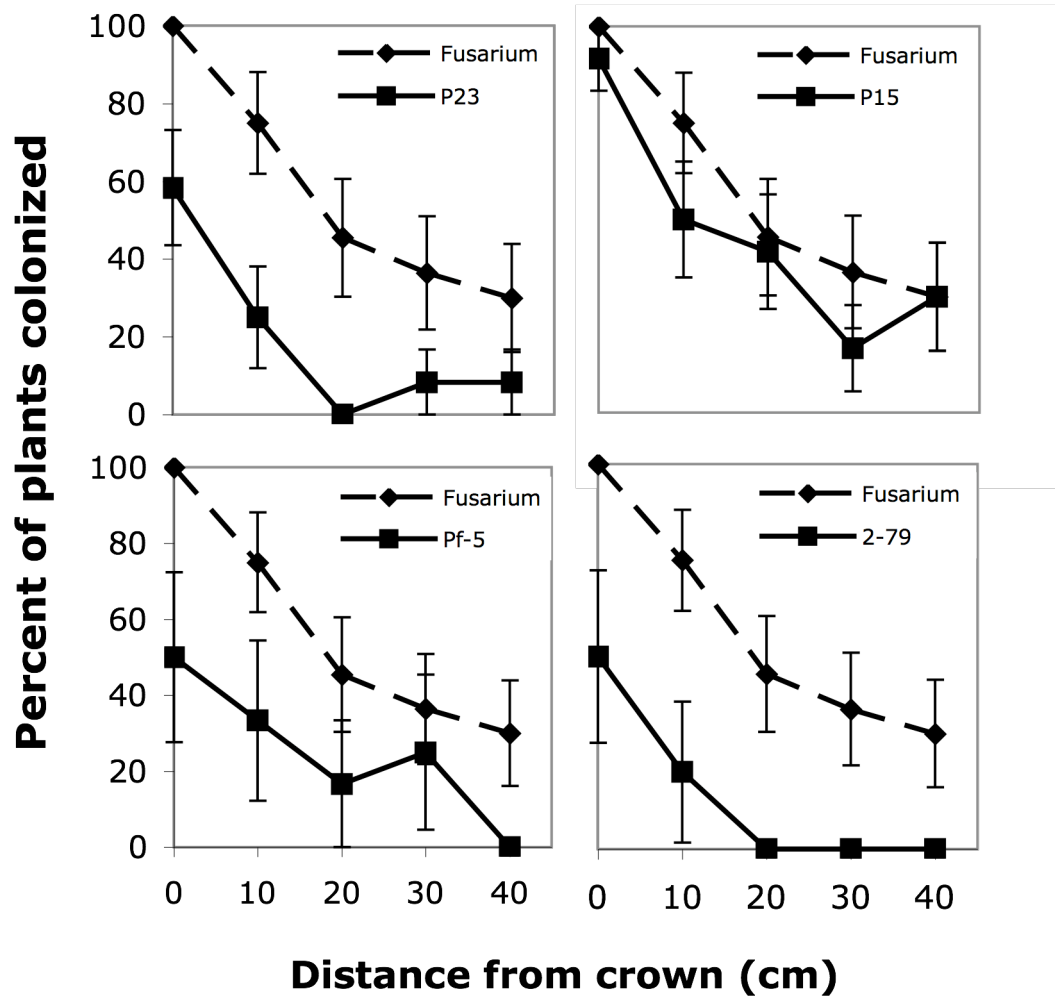 Percent of plants colonized
100
80
60
40
20
0
Fusarium
P23
Fusarium
P15
100
80
60
40
20
0
Fusarium
Pf-5
Fusarium
2-79
0 10 20 30 40
0 10 20 30 40
Distance from crown (cm)